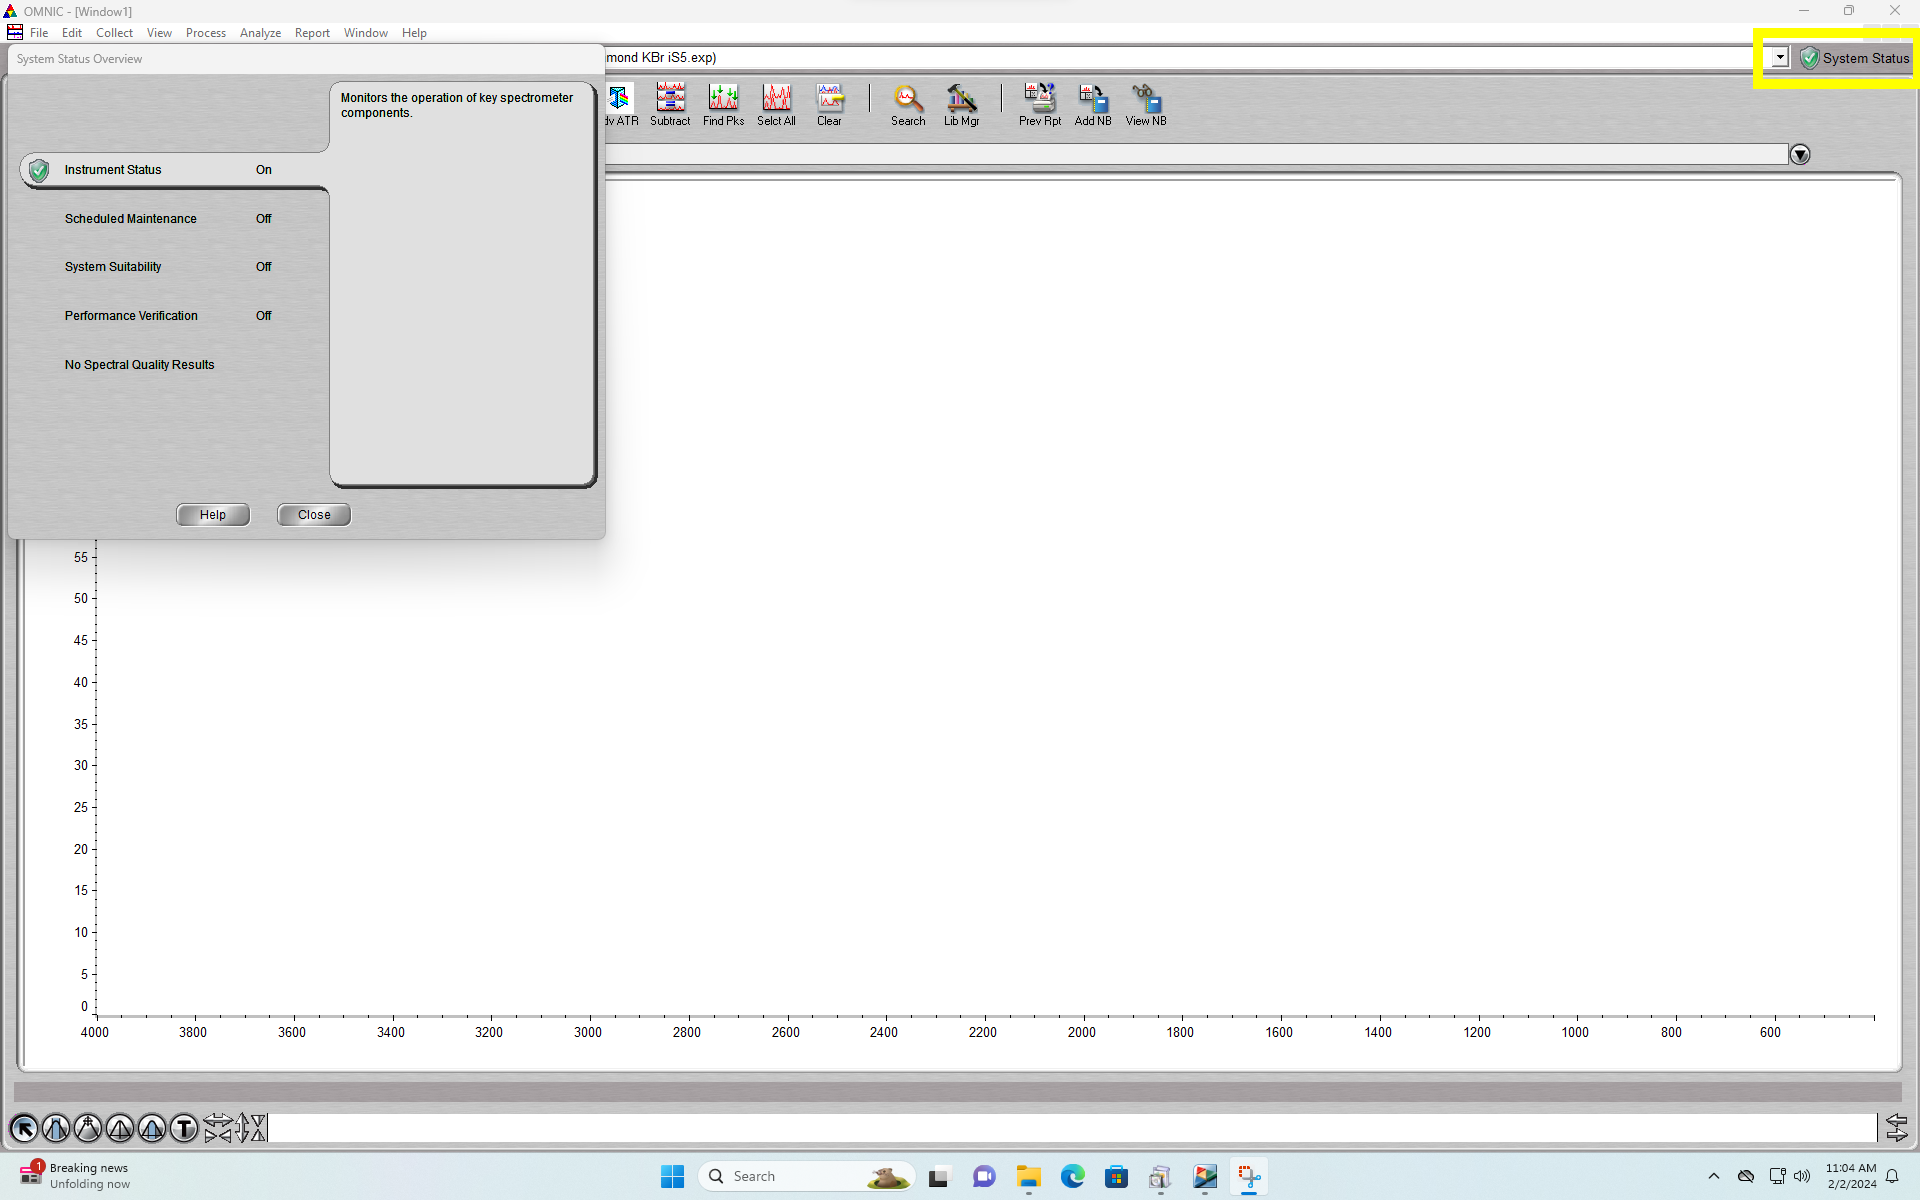 OMNIC - [Window1]
File Edit Collect View Process Analyze Report Window Help
System Status Overview
mond KBr iS5.exp)
System Status
Monitors the operation of key spectrometer
components.
dv ATR Subtract Find Pks Selct All Clear Search Lib Mgr Prev Rpt Add NB View NB
Instrument Status On
Scheduled Maintenance Off
System Suitability Off
Performance Verification Off
No Spectral Quality Results
Help Close
55
50
45
40
35
30
25
20
15
10
5
0
4000 3800 3600 3400 3200 3000 2800 2600 2400 2200 2000 1800 1600 1400 1200 1000 800 600
T
1
Breaking news
Unfolding now
Search
11:04 AM
2/2/2024